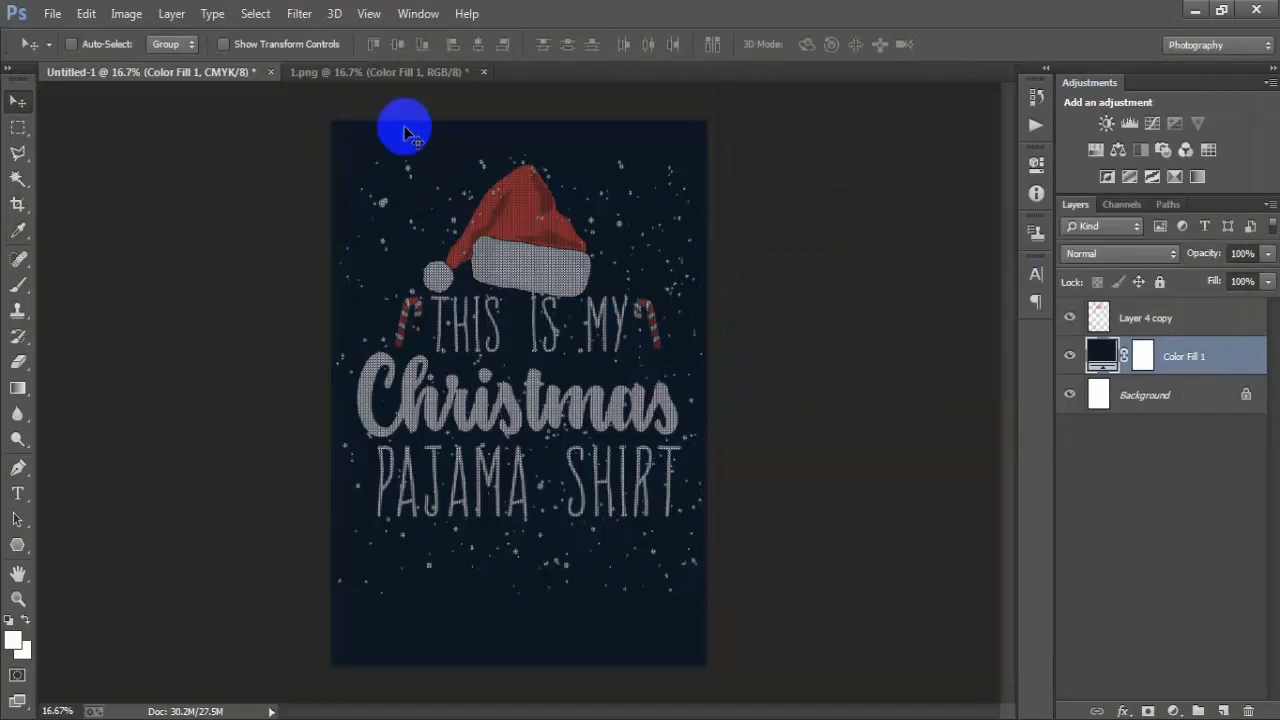 Ps File Edit Image Layer Type Select Filter 3D View Window Help
Auto-Select: Group Show Transform Controls 3D Mode: Photography
Untitled-1 @ 16.7% (Color Fill 1, CMYK/8) * × 1.png @ 16.7% (Color Fill 1, RGB/8) * ×
Adjustments
Add an adjustment
Layers Channels Paths
Kind
Normal Opacity: 100%
Lock: Fill: 100%
Layer 4 copy
Color Fill 1
Background
THIS IS MY
Christmas
PAJAMA SHIRT
16.67% Doc: 30.2M/27.5M